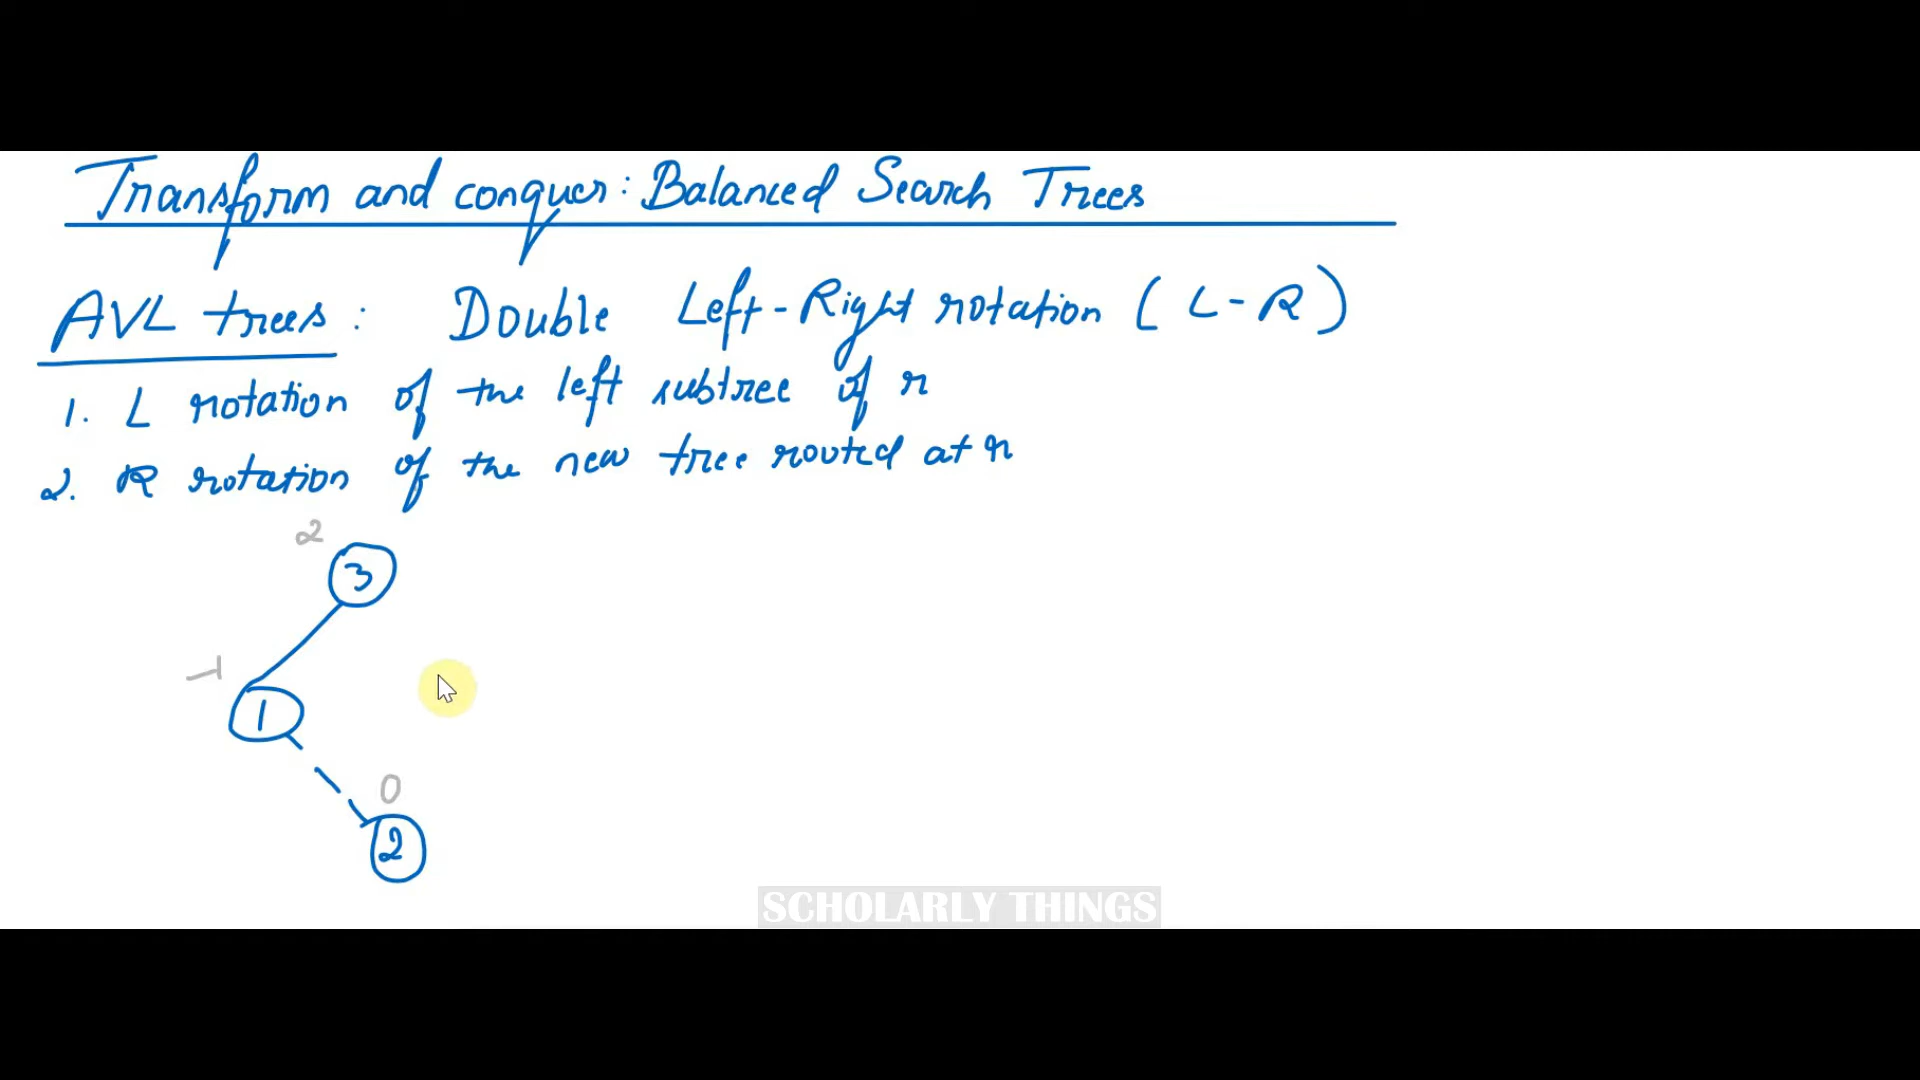 Transform and conquer: Balanced Search Trees
AVL trees: Double Left-Right rotation (L-R)
1. L rotation of the left subtree of r
2. R rotation of the new tree rooted at r
2
3
-1
1
0
2
SCHOLARLY THINGS